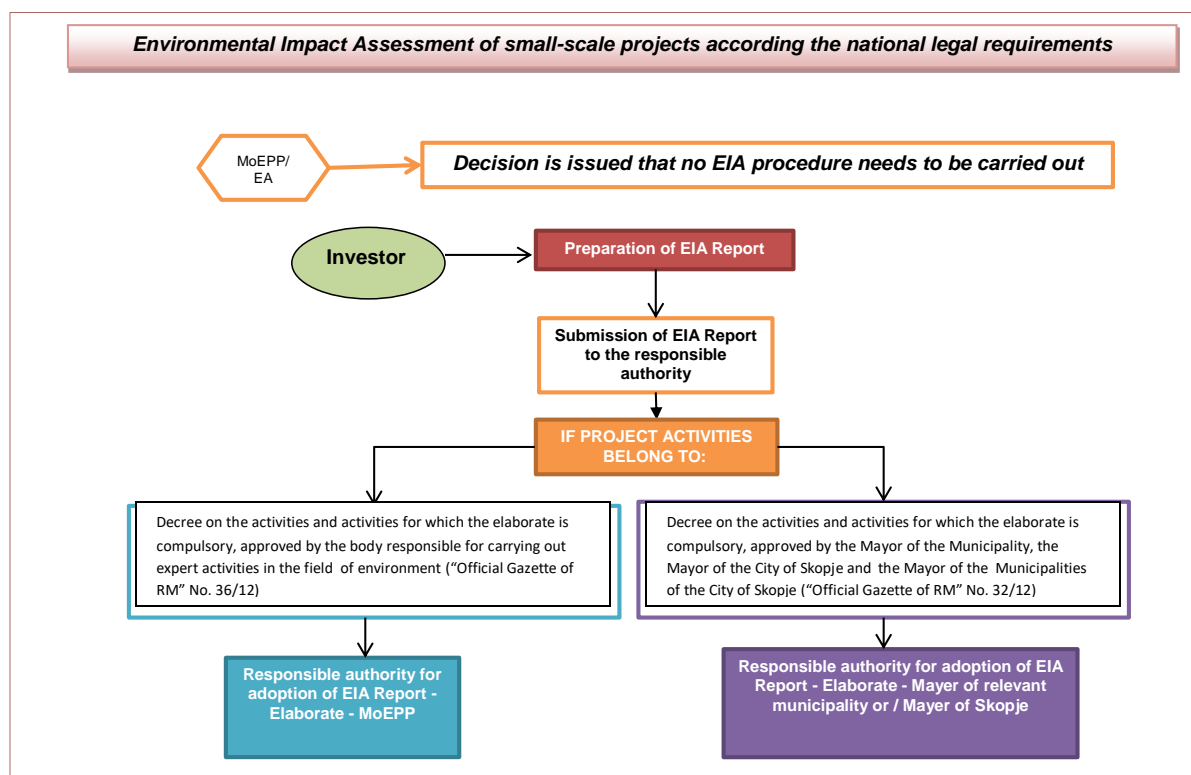 Environmental Impact Assessment of small-scale projects according the national legal requirements
MoEPP/
EA
Decision is issued that no EIA procedure needs to be carried out
Investor
Preparation of EIA Report
Submission of EIA Report
to the responsible
authority
IF PROJECT ACTIVITIES
BELONG TO:
Decree on the activities and activities for which the elaborate is
compulsory, approved by the body responsible for carrying out
expert activities in the field of environment (“Official Gazette of
RM” No. 36/12)
Decree on the activities and activities for which the elaborate is
compulsory, approved by the Mayor of the Municipality, the
Mayor of the City of Skopje and the Mayor of the Municipalities
of the City of Skopje (“Official Gazette of RM” No. 32/12)
Responsible authority for
adoption of EIA Report -
Elaborate - MoEPP
Responsible authority for adoption of EIA
Report - Elaborate - Mayer of relevant
municipality or / Mayer of Skopje